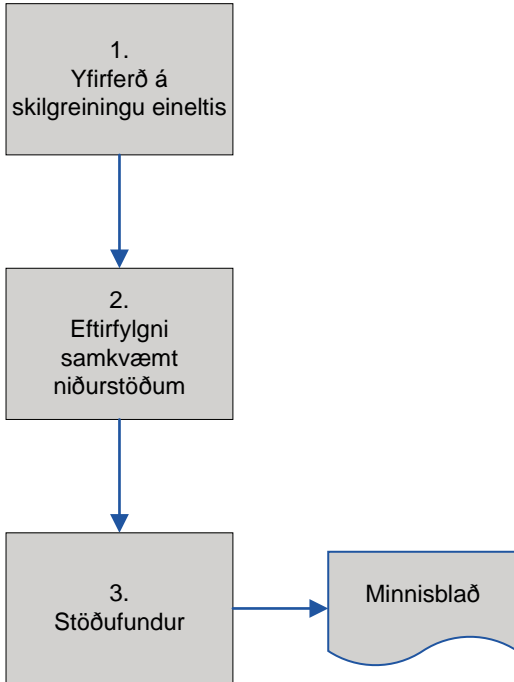 1.
Yfirferð á
skilgreiningu eineltis
2.
Eftirfylgni
samkvæmt
niðurstöðum
3.
Stöðufundur
Minnisblað